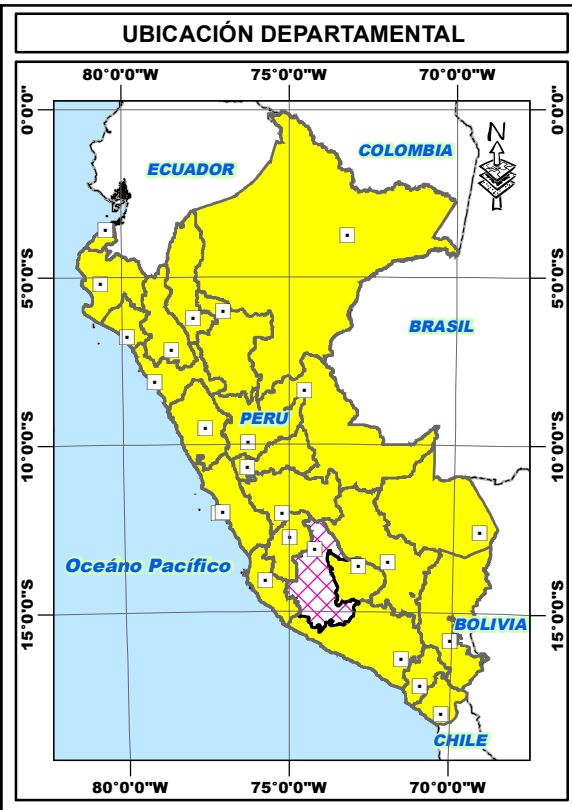 UBICACIÓN DEPARTAMENTAL
80°0'0"W 75°0'0"W 70°0'0"W
0°0'0" 0°0'0"
N
COLOMBIA
ECUADOR
5°0'0"S 5°0'0"S
BRASIL
PERU
10°0'0"S 10°0'0"S
Oceáno Pacífico
15°0'0"S 15°0'0"S
BOLIVIA
CHILE
80°0'0"W 75°0'0"W 70°0'0"W